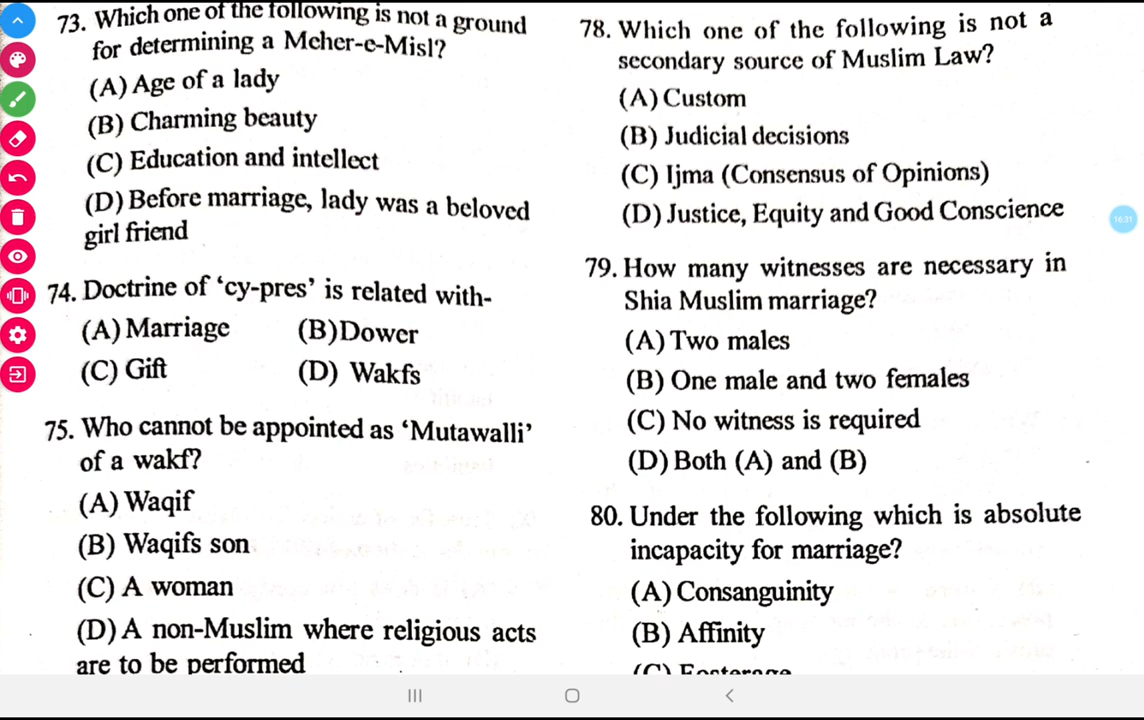 73. Which one of the following is not a ground
for determining a Meher-e-Misl?
(A) Age of a lady
(B) Charming beauty
(C) Education and intellect
(D) Before marriage, lady was a beloved
girl friend
74. Doctrine of ‘cy-pres’ is related with-
(A) Marriage (B) Dower
(C) Gift (D) Wakfs
75. Who cannot be appointed as ‘Mutawalli’
of a wakf?
(A) Waqif
(B) Waqifs son
(C) A woman
(D) A non-Muslim where religious acts
are to be performed
78. Which one of the following is not a
secondary source of Muslim Law?
(A) Custom
(B) Judicial decisions
(C) Ijma (Consensus of Opinions)
(D) Justice, Equity and Good Conscience
79. How many witnesses are necessary in
Shia Muslim marriage?
(A) Two males
(B) One male and two females
(C) No witness is required
(D) Both (A) and (B)
80. Under the following which is absolute
incapacity for marriage?
(A) Consanguinity
(B) Affinity
(C) Fosterage
16:31